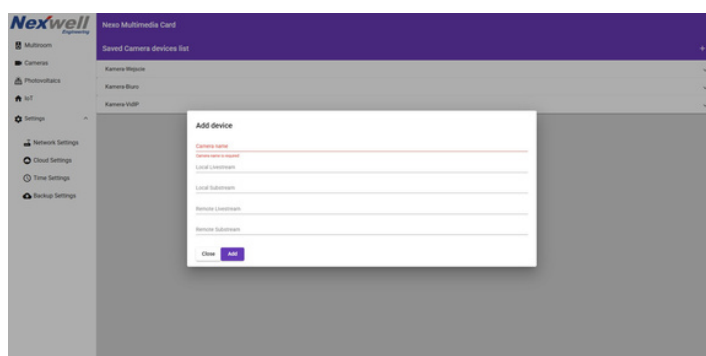 Nexwell
Engineering
Nexo Multimedia Card
Multiroom
Saved Camera devices list
+
Cameras
Kamera-Wejscie
Photovoltaics
Kamera-Biuro
IoT
Kamera-VidIP
Settings
Network Settings
Cloud Settings
Time Settings
Backup Settings
Add device
Camera name
Camera name is required
Local Livestream
Local Substream
Remote Livestream
Remote Substream
Close
Add